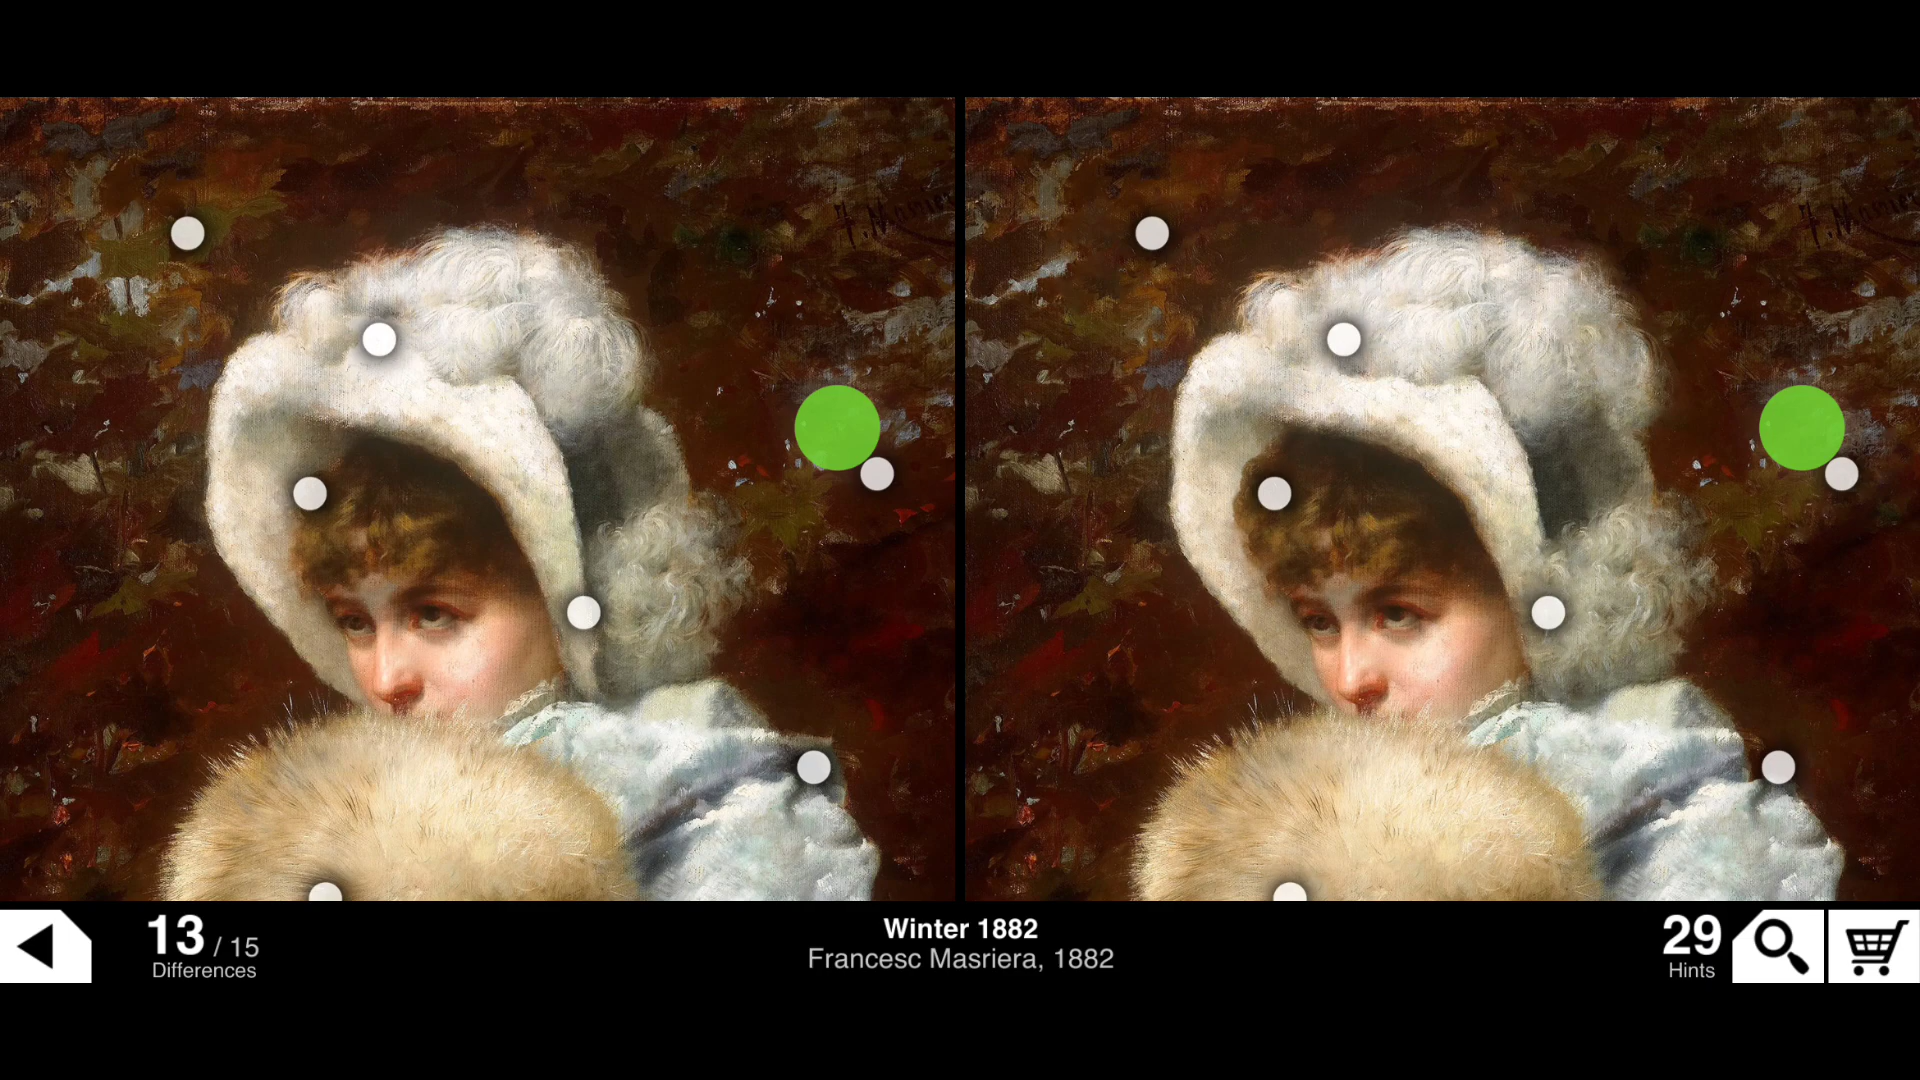 13 / 15
Differences
Winter 1882
Francesc Masriera, 1882
29
Hints